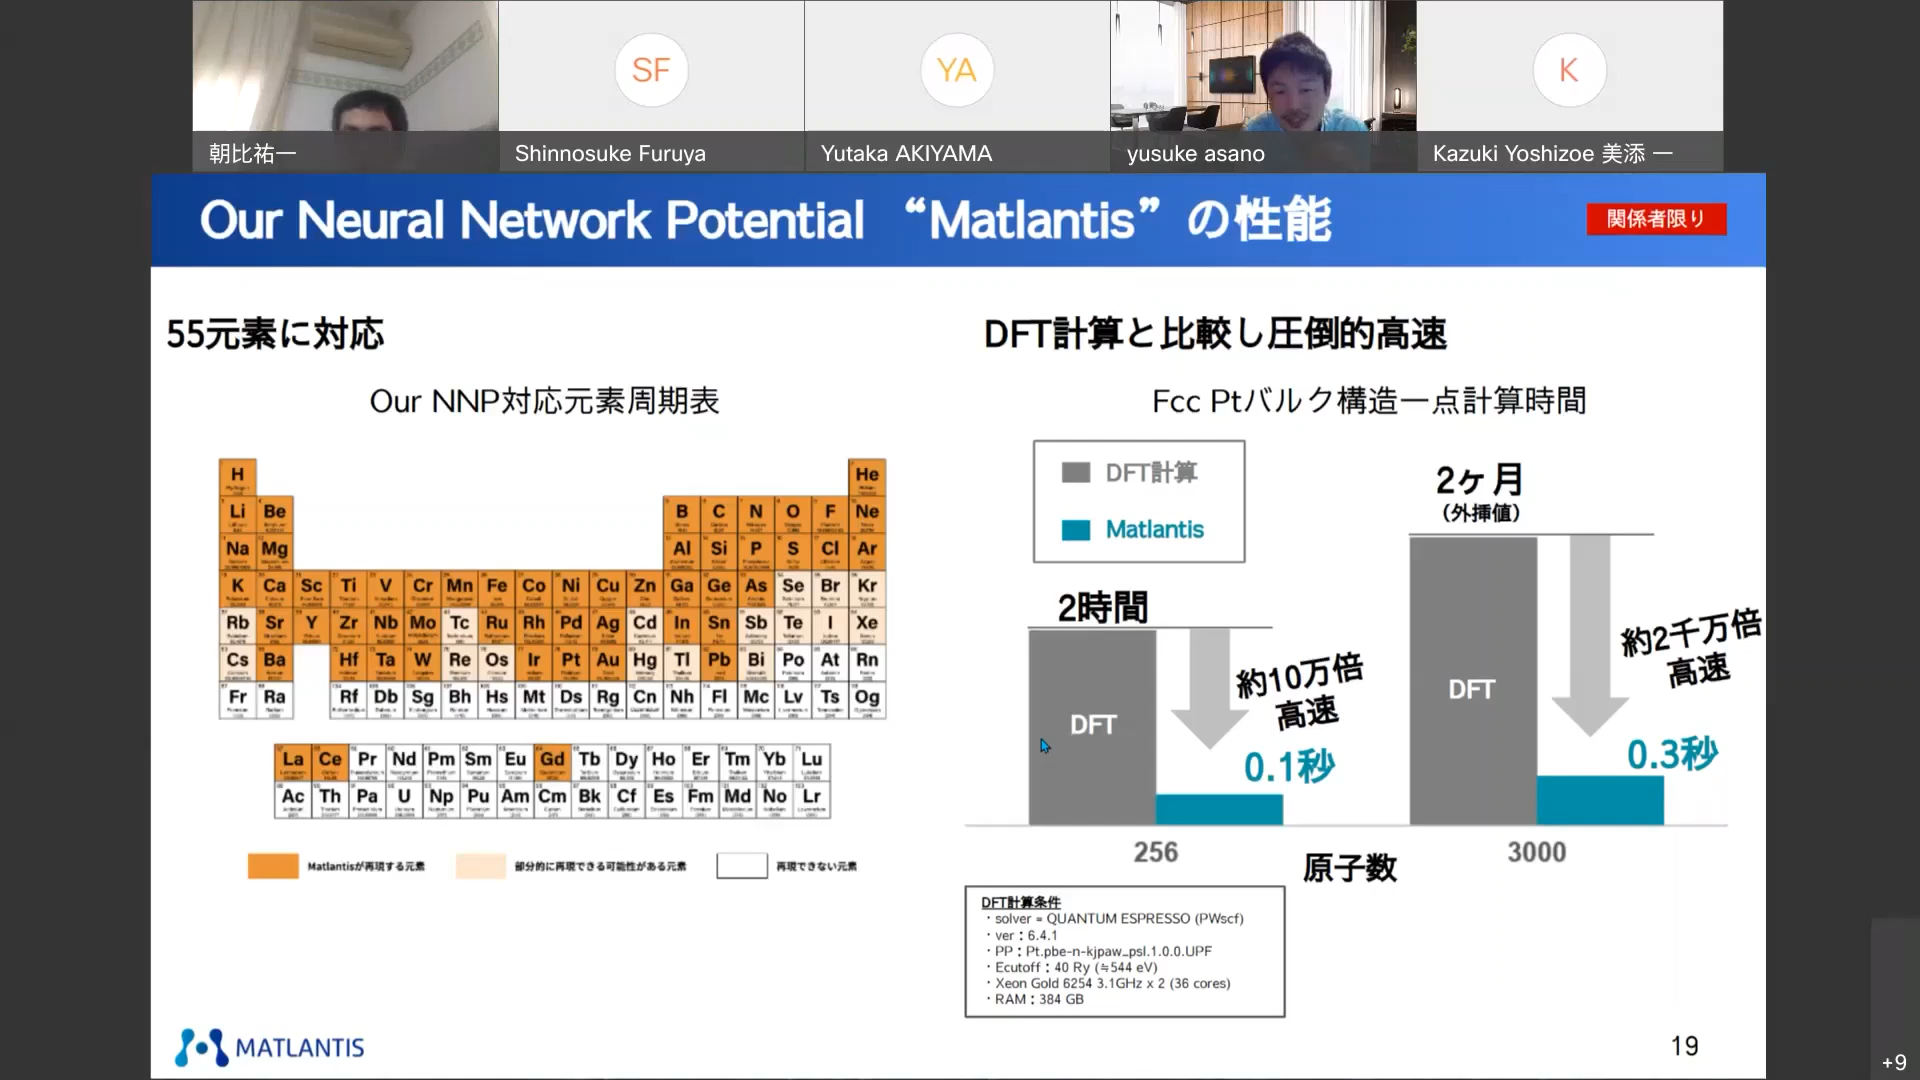 朝比祐一
SF
Shinnosuke Furuya
YA
Yutaka AKIYAMA
yusuke asano
K
Kazuki Yoshizoe 美添 一
Our Neural Network Potential “Matlantis” の性能
関係者限り
55元素に対応
Our NNP対応元素周期表
H He
Li Be B C N O F Ne
Na Mg Al Si P S Cl Ar
K Ca Sc Ti V Cr Mn Fe Co Ni Cu Zn Ga Ge As Se Br Kr
Rb Sr Y Zr Nb Mo Tc Ru Rh Pd Ag Cd In Sn Sb Te I Xe
Cs Ba Hf Ta W Re Os Ir Pt Au Hg Tl Pb Bi Po At Rn
Fr Ra Rf Db Sg Bh Hs Mt Ds Rg Cn Nh Fl Mc Lv Ts Og
La Ce Pr Nd Pm Sm Eu Gd Tb Dy Ho Er Tm Yb Lu
Ac Th Pa U Np Pu Am Cm Bk Cf Es Fm Md No Lr
Matlantisが再現する元素
部分的に再現できる可能性がある元素
再現できない元素
DFT計算と比較し圧倒的高速
Fcc Ptバルク構造一点計算時間
DFT計算
Matlantis
2時間
DFT
約10万倍
高速
0.1秒
256
2ヶ月
（外挿値）
DFT
約2千万倍
高速
0.3秒
3000
原子数
DFT計算条件
・solver = QUANTUM ESPRESSO (PWscf)
・ver：6.4.1
・PP：Pt.pbe-n-kjpaw_psl.1.0.0.UPF
・Ecutoff：40 Ry (≒544 eV)
・Xeon Gold 6254 3.1GHz x 2 (36 cores)
・RAM：384 GB
MATLANTIS
19
+9